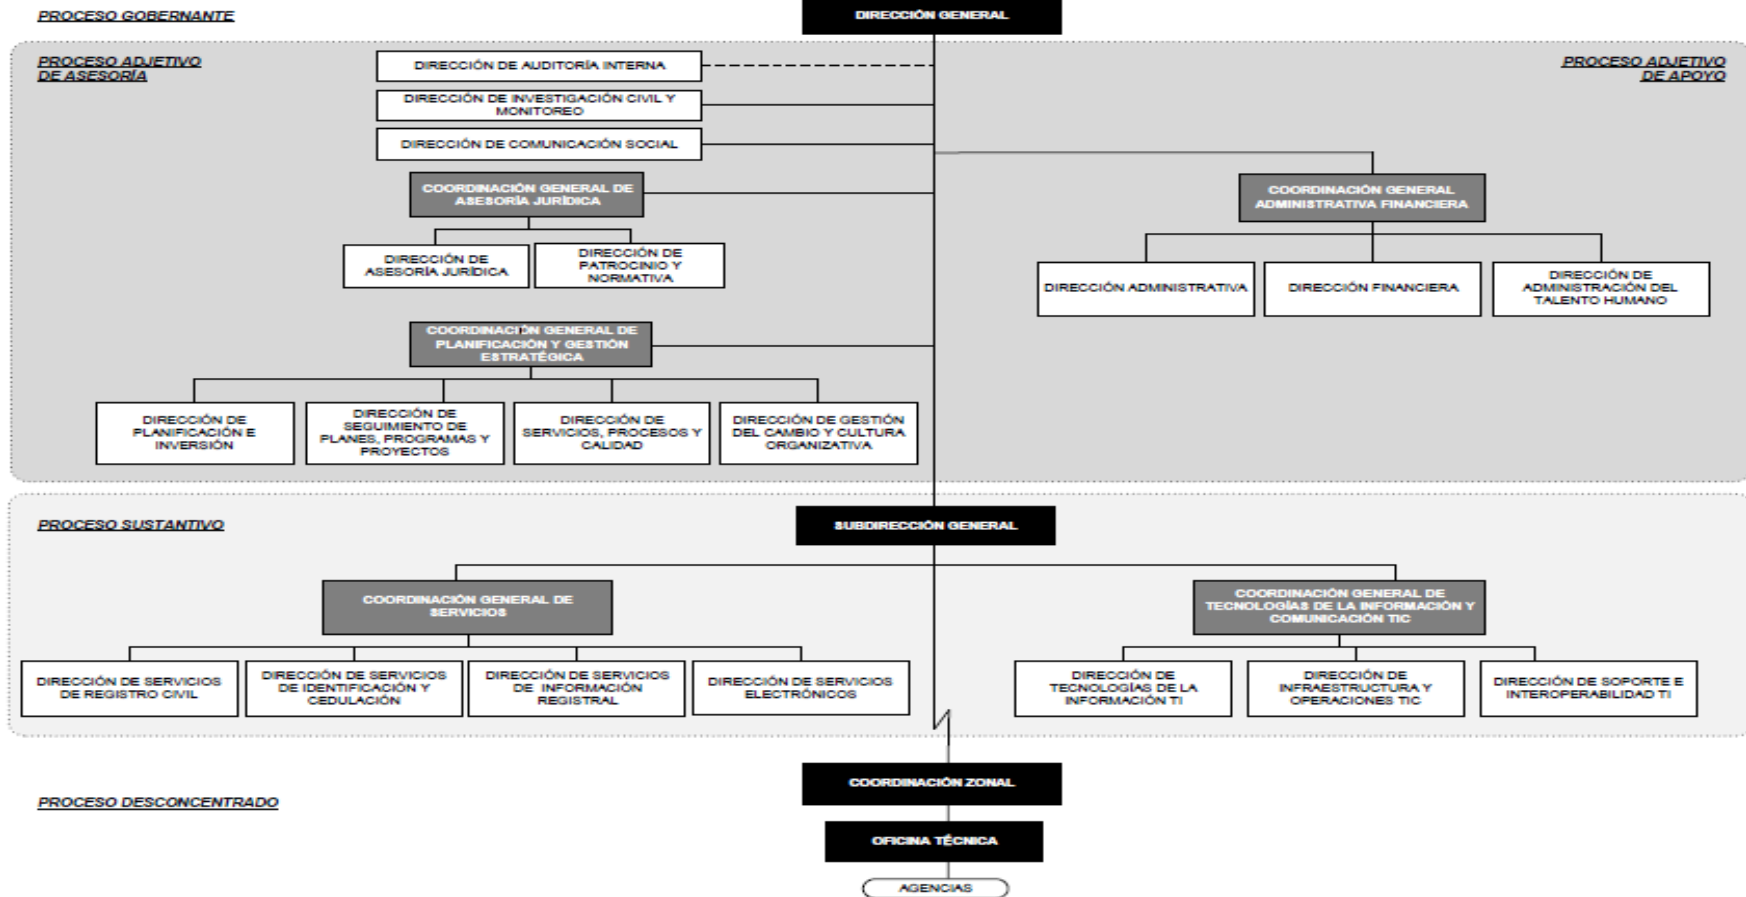 PROCESO GOBERNANTE
DIRECCIÓN GENERAL
PROCESO ADJETIVO
DE ASESORÍA
PROCESO ADJETIVO
DE APOYO
DIRECCIÓN DE AUDITORÍA INTERNA
DIRECCIÓN DE INVESTIGACIÓN CIVIL Y
MONITOREO
DIRECCIÓN DE COMUNICACIÓN SOCIAL
COORDINACIÓN GENERAL DE
ASESORÍA JURÍDICA
COORDINACIÓN GENERAL
ADMINISTRATIVA FINANCIERA
DIRECCIÓN DE
ASESORÍA JURÍDICA
DIRECCIÓN DE
PATROCINIO Y
NORMATIVA
DIRECCIÓN ADMINISTRATIVA
DIRECCIÓN FINANCIERA
DIRECCIÓN DE
ADMINISTRACIÓN DEL
TALENTO HUMANO
COORDINACIÓN GENERAL DE
PLANIFICACIÓN Y GESTIÓN
ESTRATÉGICA
DIRECCIÓN DE
PLANIFICACIÓN E
INVERSIÓN
DIRECCIÓN DE
SEGUIMIENTO DE
PLANES, PROGRAMAS Y
PROYECTOS
DIRECCIÓN DE
SERVICIOS, PROCESOS Y
CALIDAD
DIRECCIÓN DE GESTIÓN
DEL CAMBIO Y CULTURA
ORGANIZATIVA
PROCESO SUSTANTIVO
SUBDIRECCIÓN GENERAL
COORDINACIÓN GENERAL DE
SERVICIOS
COORDINACIÓN GENERAL DE
TECNOLOGÍAS DE LA INFORMACIÓN Y
COMUNICACIÓN TIC
DIRECCIÓN DE SERVICIOS
DE REGISTRO CIVIL
DIRECCIÓN DE SERVICIOS
DE IDENTIFICACIÓN Y
CEDULACIÓN
DIRECCIÓN DE SERVICIOS
DE INFORMACIÓN
REGISTRAL
DIRECCIÓN DE SERVICIOS
ELECTRÓNICOS
DIRECCIÓN DE
TECNOLOGÍAS DE LA
INFORMACIÓN TI
DIRECCIÓN DE
INFRAESTRUCTURA Y
OPERACIONES TIC
DIRECCIÓN DE SOPORTE E
INTEROPERABILIDAD TI
COORDINACIÓN ZONAL
PROCESO DESCONCENTRADO
OFICINA TÉCNICA
AGENCIAS